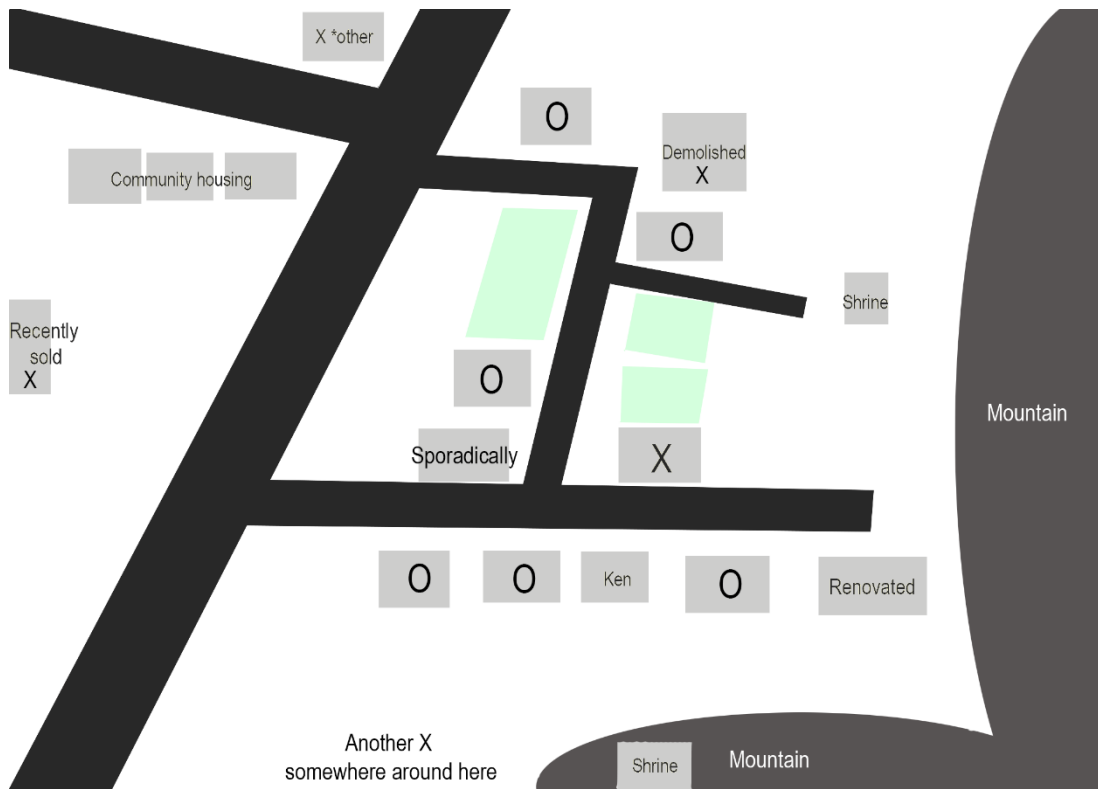 X *other
O
Demolished
X
Community housing
O
Shrine
Recently
sold
X
O
Mountain
Sporadically
X
O
O
Ken
O
Renovated
Another X
somewhere around here
Shrine
Mountain